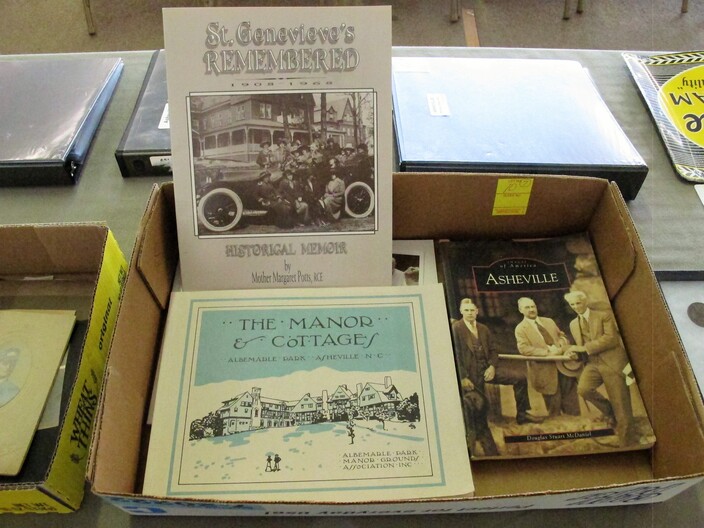 St. Genevieve's
REMEMBERED
1908-1968
HISTORICAL MEMOIR
by
Mother Margaret Potts, RCE
"THE · MANOR"
& COTTAGES
ALBEMARLE · PARK · ASHEVILLE · N · C ·
ALBEMARLE · PARK
MANOR GROUNDS
ASSOCIATION · INC ·
of America
ASHEVILLE
Douglas Stuart McDaniel
original